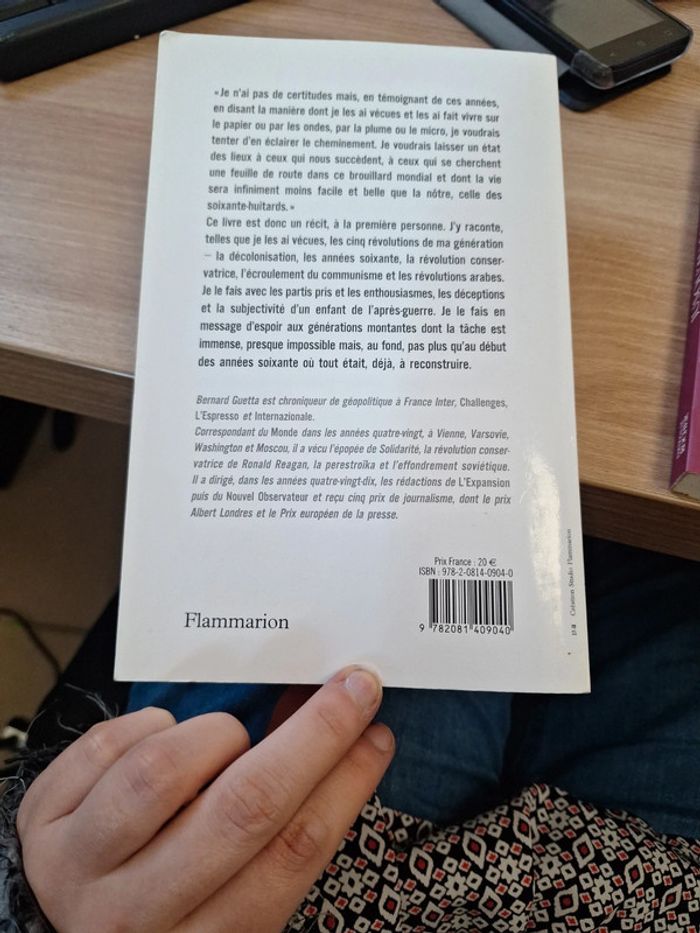 « Je n'ai pas de certitudes mais, en témoignant de ces années,
en disant la manière dont je les ai vécues et les ai fait vivre sur
le papier ou par les ondes, par la plume ou le micro, je voudrais
tenter d'en éclairer le cheminement. Je voudrais laisser un état
des lieux à ceux qui nous succèdent, à ceux qui se cherchent
une feuille de route dans ce brouillard mondial et dont la vie
sera infiniment moins facile et belle que la nôtre, celle des
soixante-huitards. »
Ce livre est donc un récit, à la première personne. J'y raconte,
telles que je les ai vécues, les cinq révolutions de ma génération
– la décolonisation, les années soixante, la révolution conser-
vatrice, l'écroulement du communisme et les révolutions arabes.
Je le fais avec les partis pris et les enthousiasmes, les déceptions
et la subjectivité d'un enfant de l'après-guerre. Je le fais en
message d'espoir aux générations montantes dont la tâche est
immense, presque impossible mais, au fond, pas plus qu'au début
des années soixante où tout était, déjà, à reconstruire.
Bernard Guetta est chroniqueur de géopolitique à France Inter, Challenges,
L'Espresso et Internazionale.
Correspondant du Monde dans les années quatre-vingt, à Vienne, Varsovie,
Washington et Moscou, il a vécu l'épopée de Solidarité, la révolution conser-
vatrice de Ronald Reagan, la perestroïka et l'effondrement soviétique.
Il a dirigé, dans les années quatre-vingt-dix, les rédactions de L'Expansion
puis du Nouvel Observateur et reçu cinq prix de journalisme, dont le prix
Albert Londres et le Prix européen de la presse.
Prix France : 20 €
ISBN : 978-2-0814-0904-0
9 782081 409040
Flammarion
Création Studio Flammarion